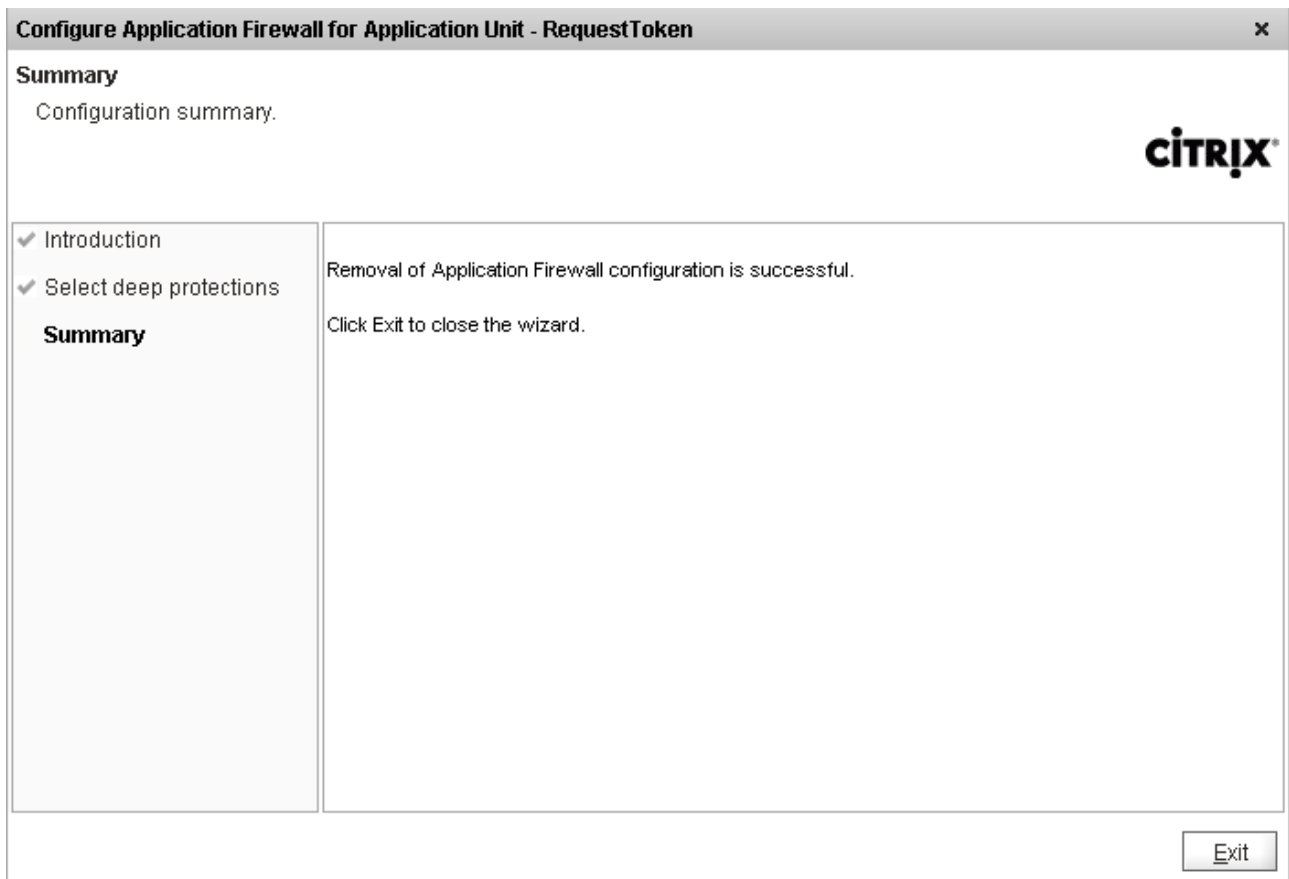 Configure Application Firewall for Application Unit - RequestToken ×
Summary
Configuration summary.
CITRIX®
Introduction
Select deep protections
Summary
Removal of Application Firewall configuration is successful.
Click Exit to close the wizard.
Exit